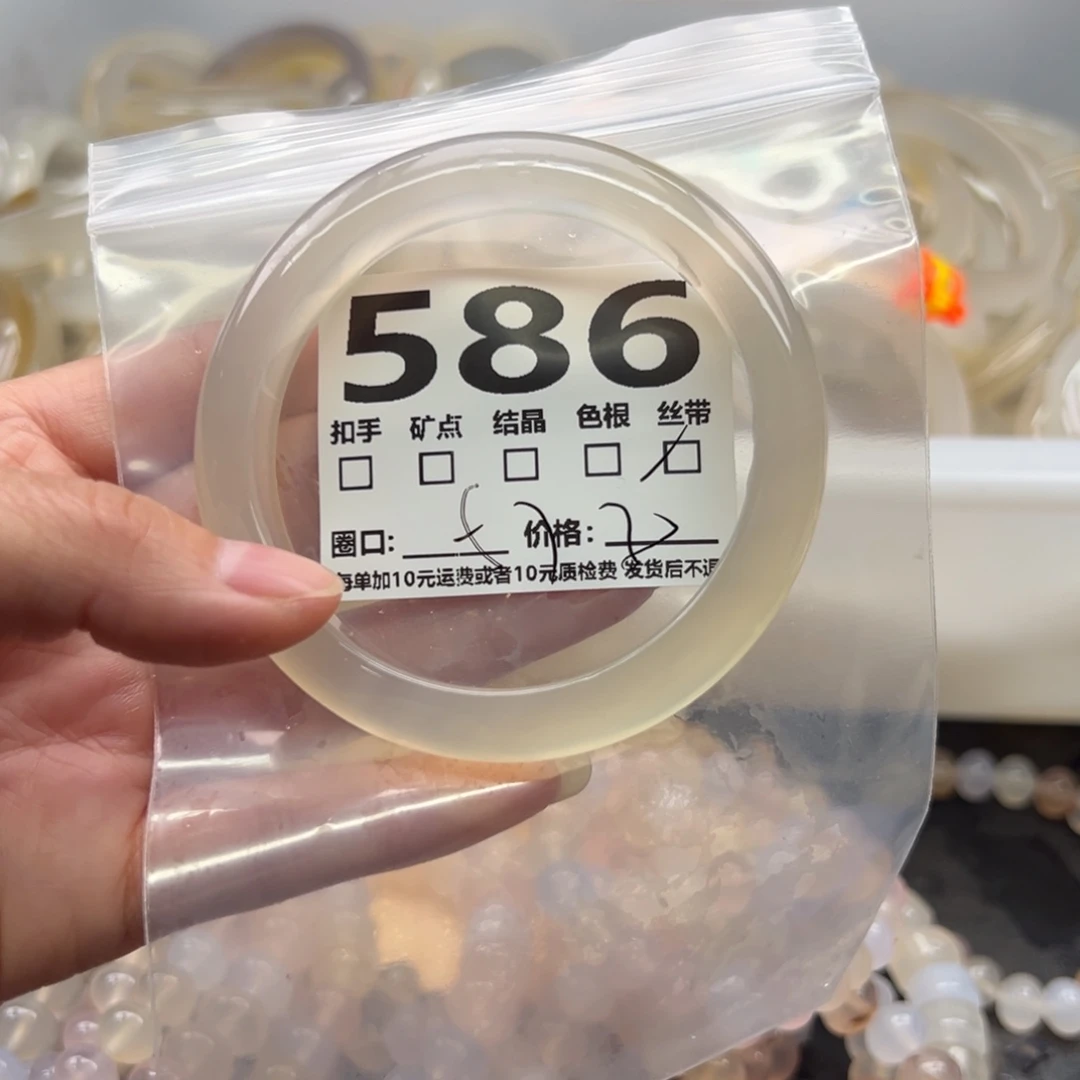 586
扣手 矿点 结晶 色根 丝带
圈口: 价格:
每单加10元运费或者10元质检费 发货后不退